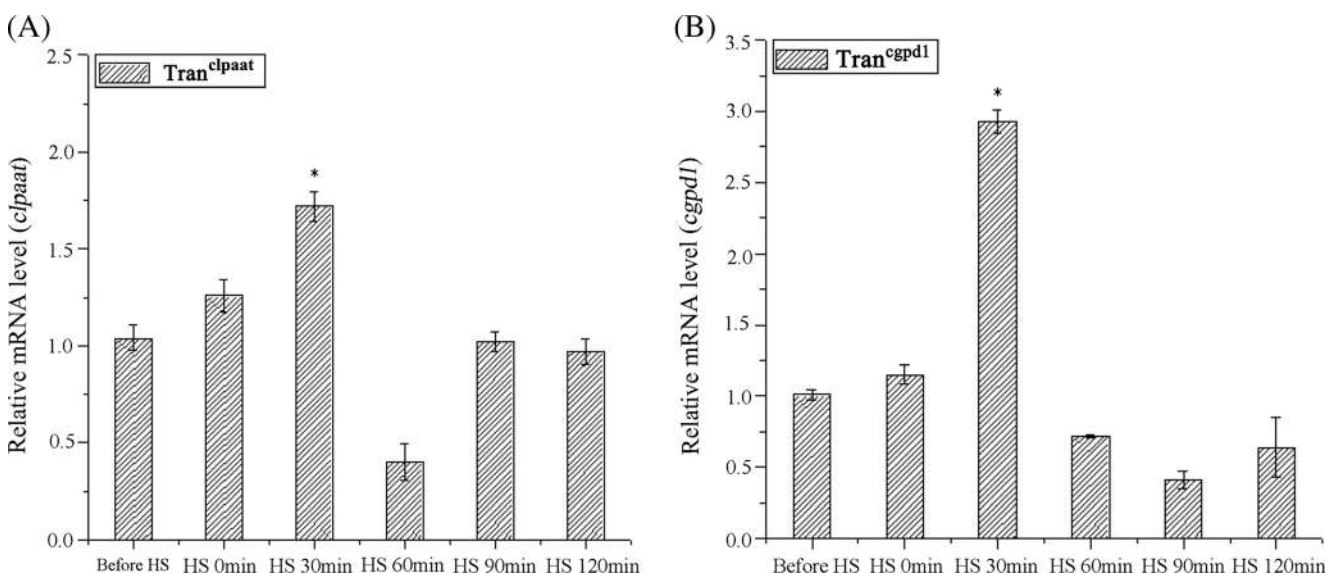 (A)
Tran^clpaat
Relative mRNA level (clpaat)
2.5
2.0
1.5
1.0
0.5
0.0
*
Before HS HS 0min HS 30min HS 60min HS 90min HS 120min
(B)
Tran^cgpd1
Relative mRNA level (cgpd1)
3.5
3.0
2.5
2.0
1.5
1.0
0.5
0.0
*
Before HS HS 0min HS 30min HS 60min HS 90min HS 120min